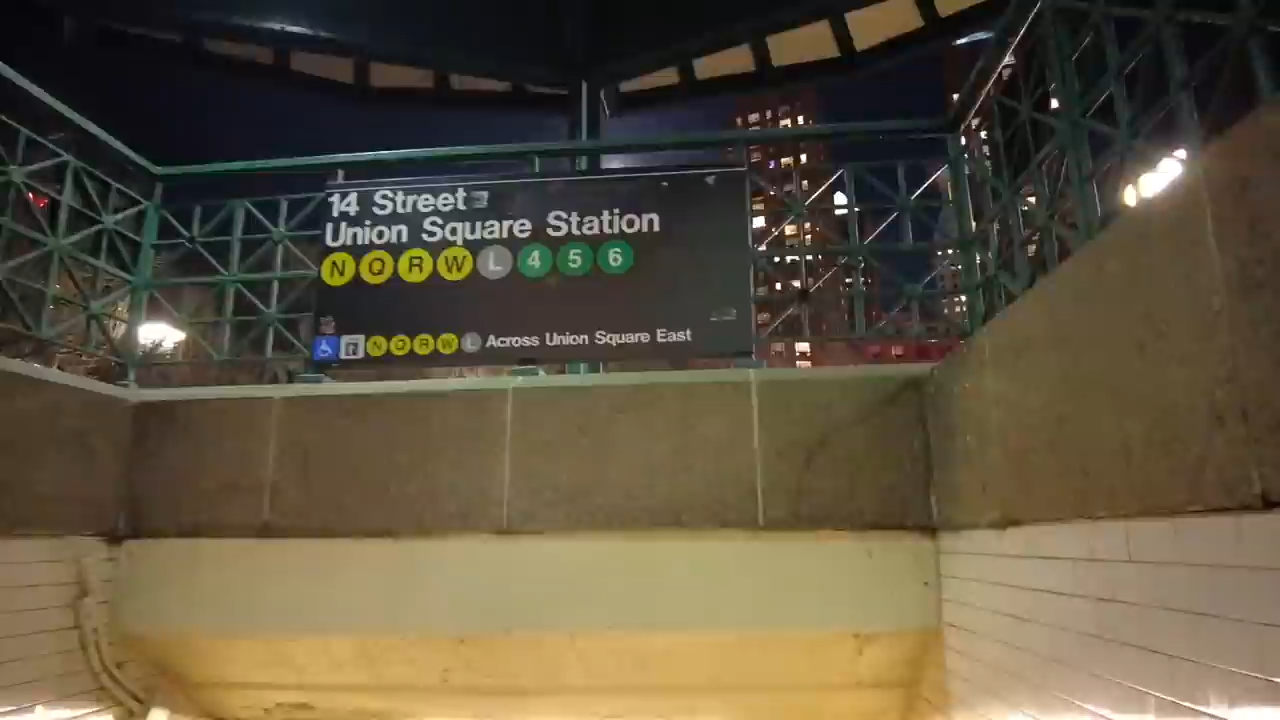 14 Street
Union Square Station
N Q R W L 4 5 6
N Q R W L Across Union Square East